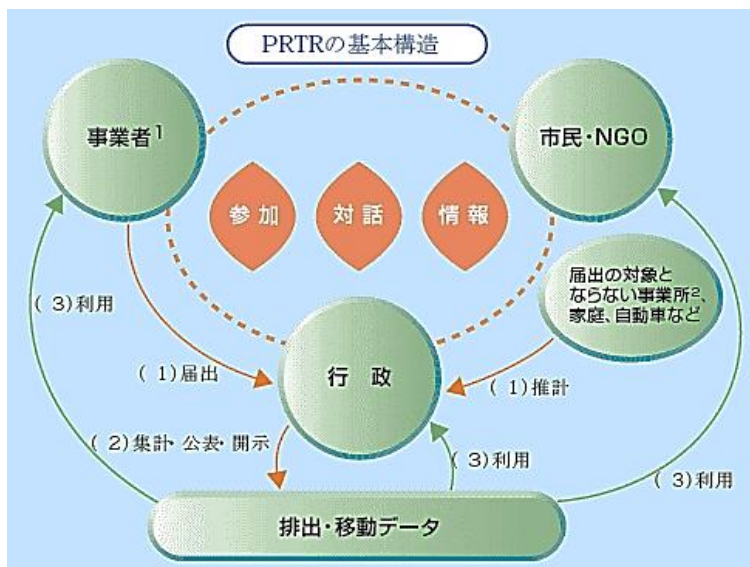 PRTRの基本構造
事業者1
市民・NGO
参加
対話
情報
届出の対象と
ならない事業所2、
家庭、自動車など
(3)利用
(1)届出
行政
(1)推計
(2)集計・公表・開示
(3)利用
(3)利用
排出・移動データ